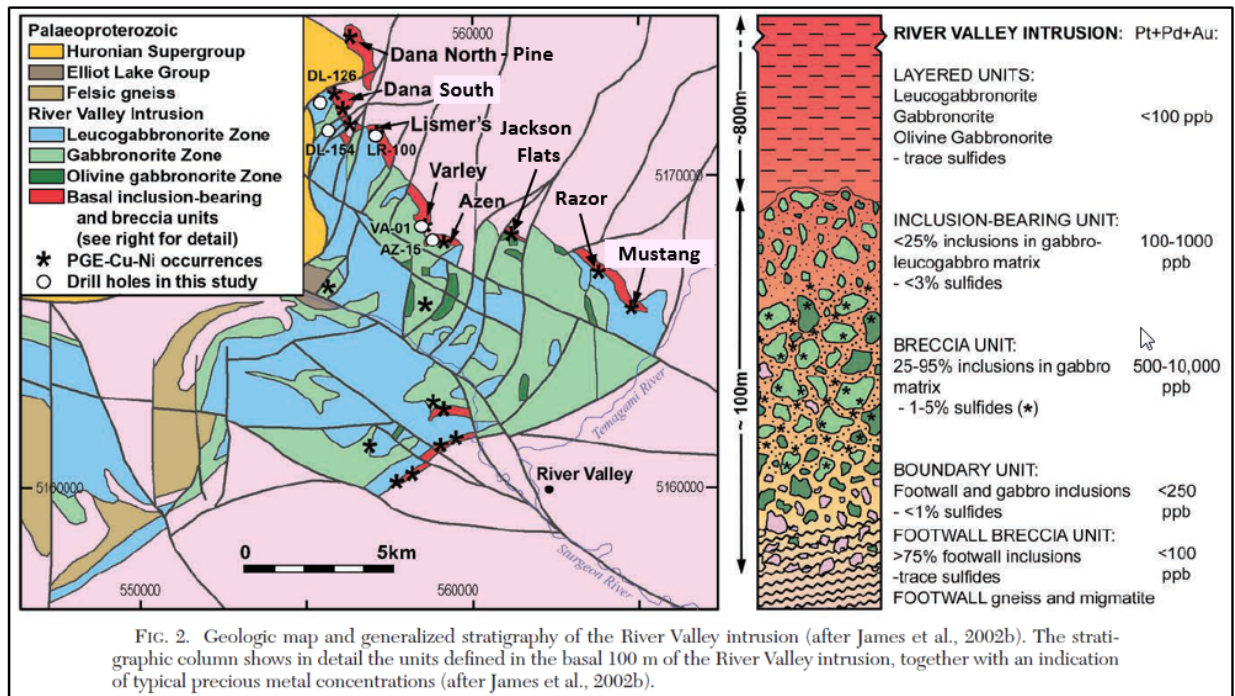 Palaeoproterozoic
Huronian Supergroup
Elliot Lake Group
Felsic gneiss
River Valley Intrusion
Leucogabbronorite Zone
Gabbronorite Zone
Olivine gabbronorite Zone
Basal inclusion-bearing
and breccia units
(see right for detail)
* PGE-Cu-Ni occurrences
Drill holes in this study
560000
Dana North - Pine
DL-126
Dana South
Lismer's
DL-154
LR-100
Jackson
Flats
5170000
Varley
Azen
Razor
VA-01
AZ-15
Mustang
Temagami River
River Valley
5160000
5160000
0
5km
Sturgeon River
550000
560000
~800m
~100m
RIVER VALLEY INTRUSION: Pt+Pd+Au:
LAYERED UNITS:
Leucogabbronorite
Gabbronorite <100 ppb
Olivine Gabbronorite
- trace sulfides
INCLUSION-BEARING UNIT:
<25% inclusions in gabbro- 100-1000
leucogabbro matrix ppb
- <3% sulfides
BRECCIA UNIT:
25-95% inclusions in gabbro 500-10,000
matrix ppb
- 1-5% sulfides (*)
BOUNDARY UNIT:
Footwall and gabbro inclusions <250
- <1% sulfides ppb
FOOTWALL BRECCIA UNIT:
>75% footwall inclusions <100
-trace sulfides ppb
FOOTWALL gneiss and migmatite
FIG. 2. Geologic map and generalized stratigraphy of the River Valley intrusion (after James et al., 2002b). The strati-
graphic column shows in detail the units defined in the basal 100 m of the River Valley intrusion, together with an indication
of typical precious metal concentrations (after James et al., 2002b).